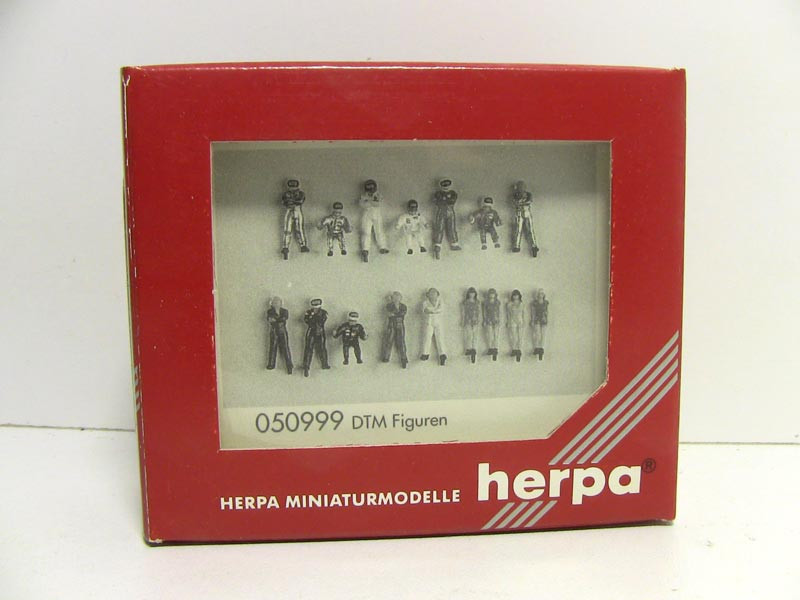 050999 DTM Figuren
HERPA MINIATURMODELLE herpa®